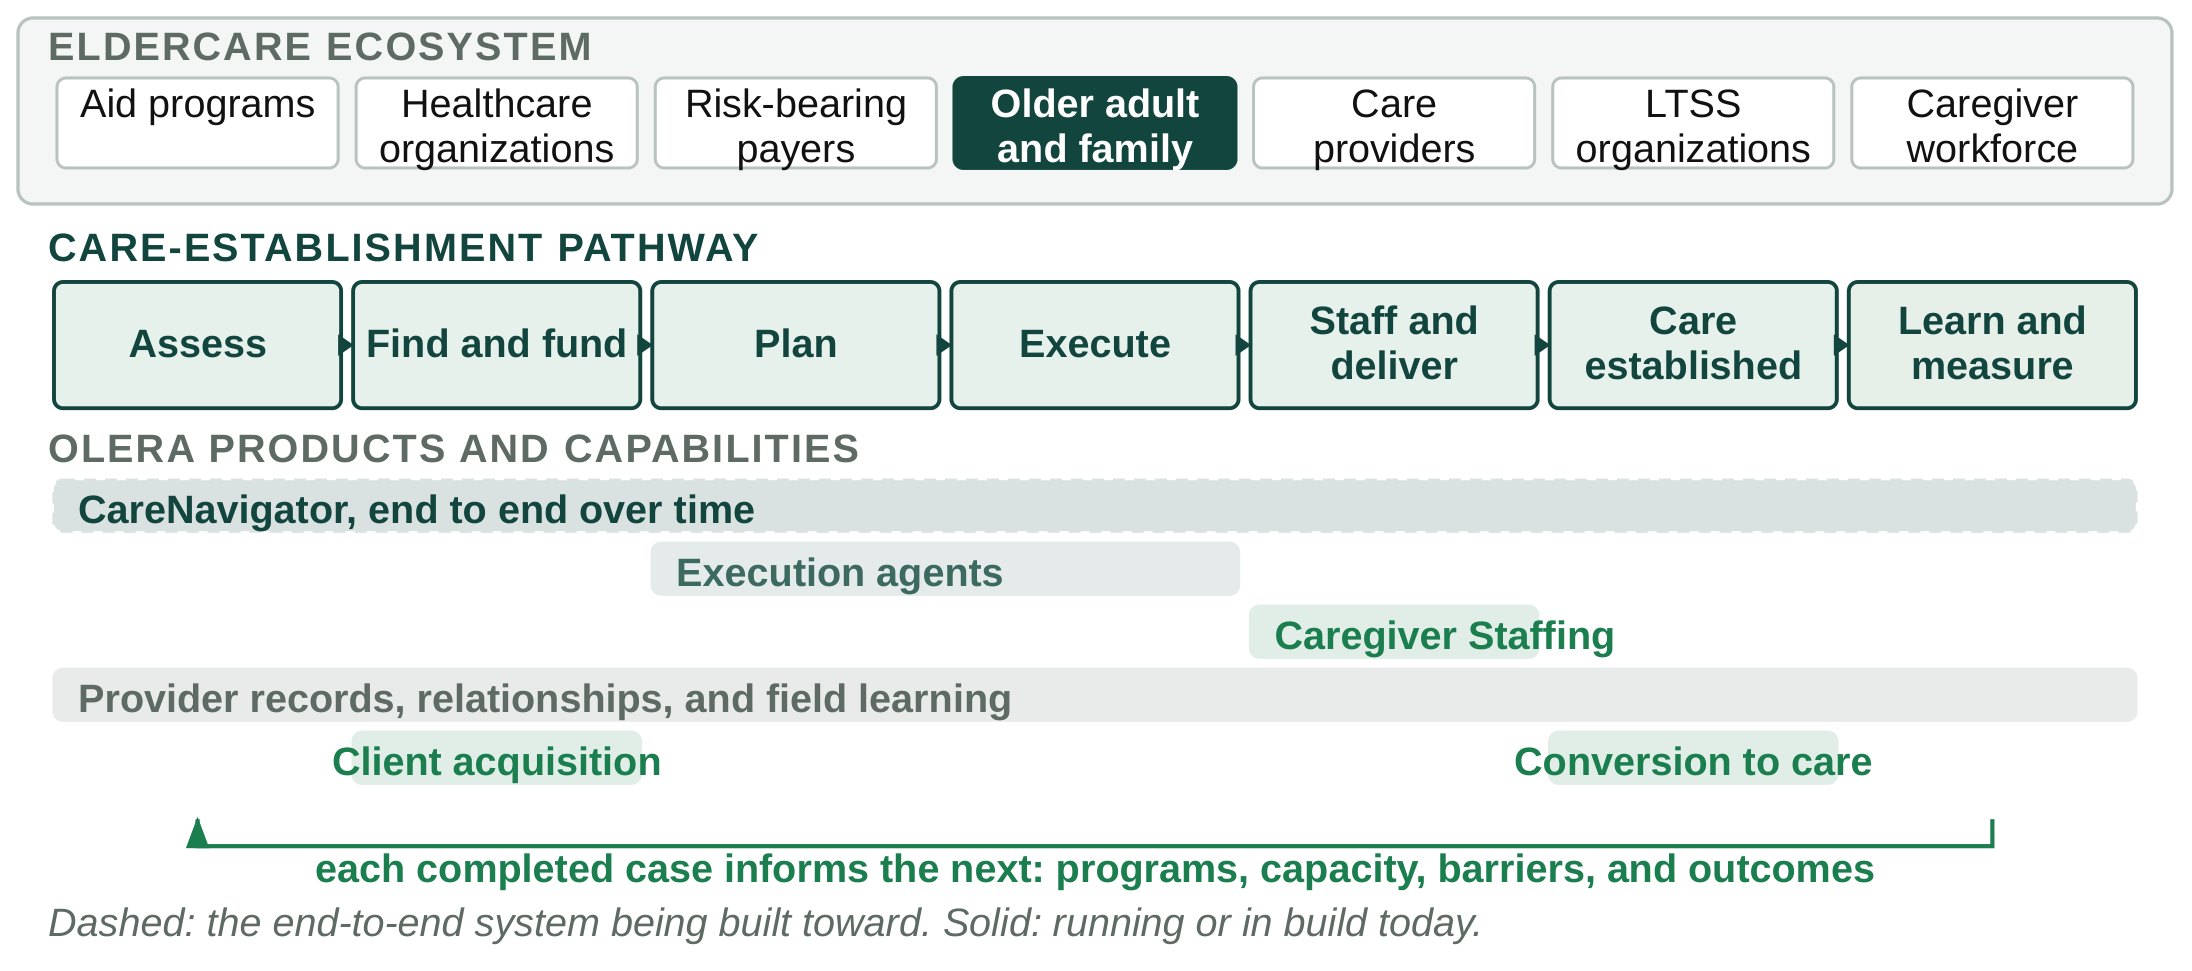 ELDERCARE ECOSYSTEM
Aid programs
Healthcare
organizations
Risk-bearing
payers
Older adult
and family
Care
providers
LTSS
organizations
Caregiver
workforce
CARE-ESTABLISHMENT PATHWAY
Assess
Find and fund
Plan
Execute
Staff and
deliver
Care
established
Learn and
measure
OLERA PRODUCTS AND CAPABILITIES
CareNavigator, end to end over time
Execution agents
Caregiver Staffing
Provider records, relationships, and field learning
Client acquisition
Conversion to care
each completed case informs the next: programs, capacity, barriers, and outcomes
Dashed: the end-to-end system being built toward. Solid: running or in build today.